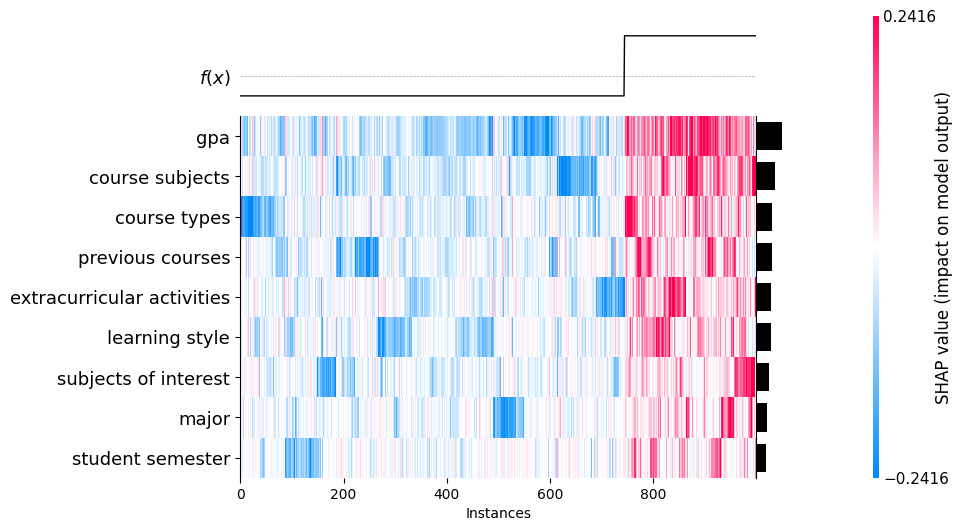 0.2416
f(x)
gpa
course subjects
course types
previous courses
extracurricular activities
learning style
subjects of interest
major
student semester
SHAP value (impact on model output)
−0.2416
0 200 400 600 800
Instances